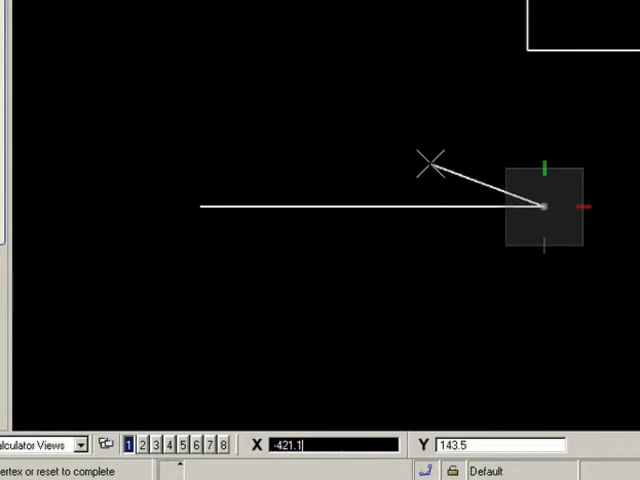 alculator Views 1 2 3 4 5 6 7 8 X -421.1 Y 143.5
ertex or reset to complete Default